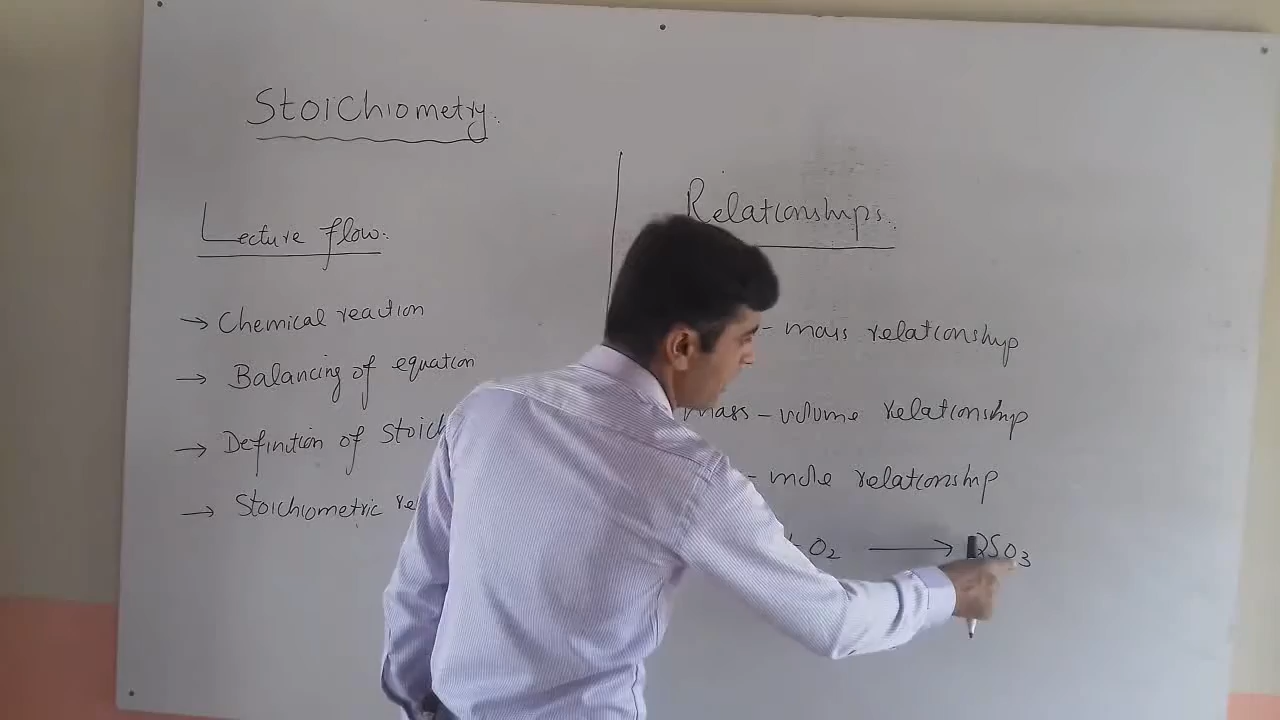 Stoichiometry.
Lecture flow.
→ Chemical reaction
→ Balancing of equation
→ Definition of Stoich
→ Stoichiometric re
Relationships.
- mass relationship
mass - volume relationship
- mole relationship
+ O₂ → 2SO₃